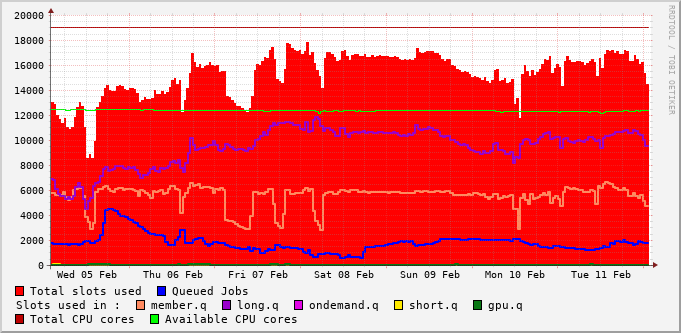 20000
18000
16000
14000
12000
10000
8000
6000
4000
2000
0
Wed 05 Feb Thu 06 Feb Fri 07 Feb Sat 08 Feb Sun 09 Feb Mon 10 Feb Tue 11 Feb
RRDTOOL / TOBI OETIKER
Total slots used Queued Jobs
Slots used in : member.q long.q ondemand.q short.q gpu.q
Total CPU cores Available CPU cores